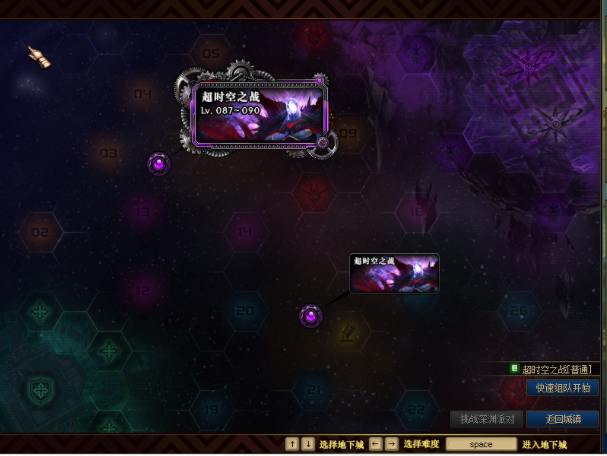 05
超时空之战
Lv. 087~090
04
09
03
13
16
02
14
超时空之战
12
20
26
超时空之战[普通]
21
快速组队开始
19
22
挑战深渊派对
返回城镇
↑ ↓ 选择地下城 ← → 选择难度 space 进入地下城